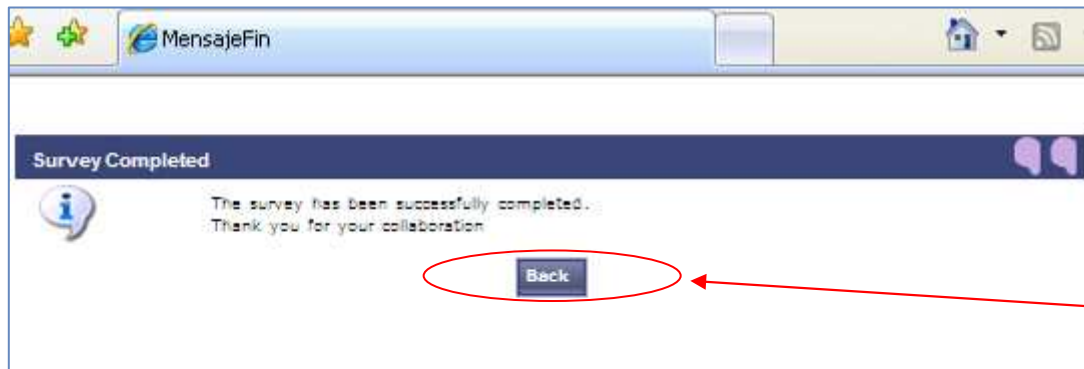 MensajeFin
Survey Completed
The survey has been successfully completed.
Thank you for your collaboration
Back